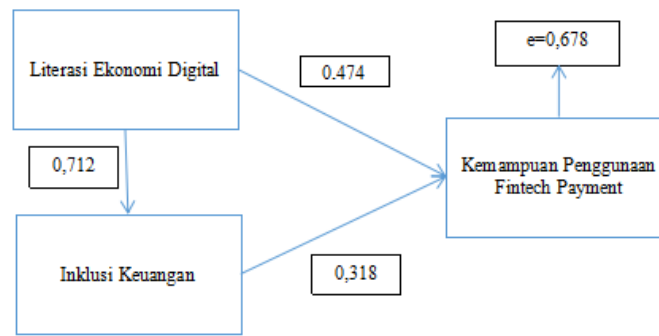 e=0,678
Literasi Ekonomi Digital
0.474
0,712
Kemampuan Penggunaan
Fintech Payment
Inklusi Keuangan
0,318